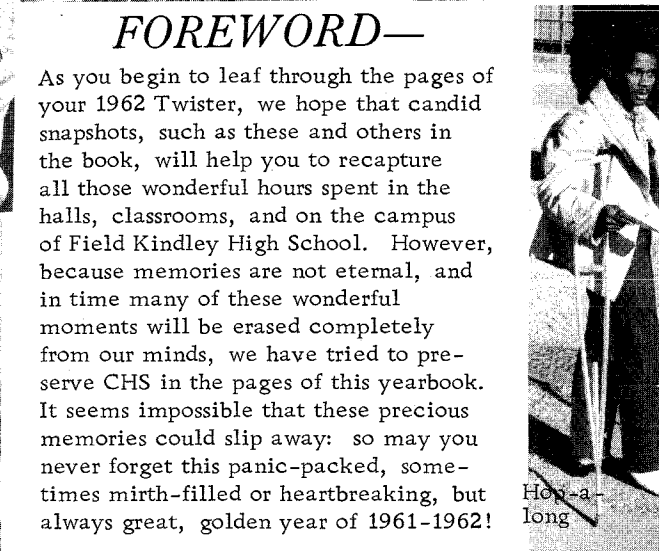 FOREWORD—
As you begin to leaf through the pages of
your 1962 Twister, we hope that candid
snapshots, such as these and others in
the book, will help you to recapture
all those wonderful hours spent in the
halls, classrooms, and on the campus
of Field Kindley High School. However,
because memories are not eternal, and
in time many of these wonderful
moments will be erased completely
from our minds, we have tried to pre-
serve CHS in the pages of this yearbook.
It seems impossible that these precious
memories could slip away: so may you
never forget this panic-packed, some-
times mirth-filled or heartbreaking, but
always great, golden year of 1961-1962!
Hop-a-
long